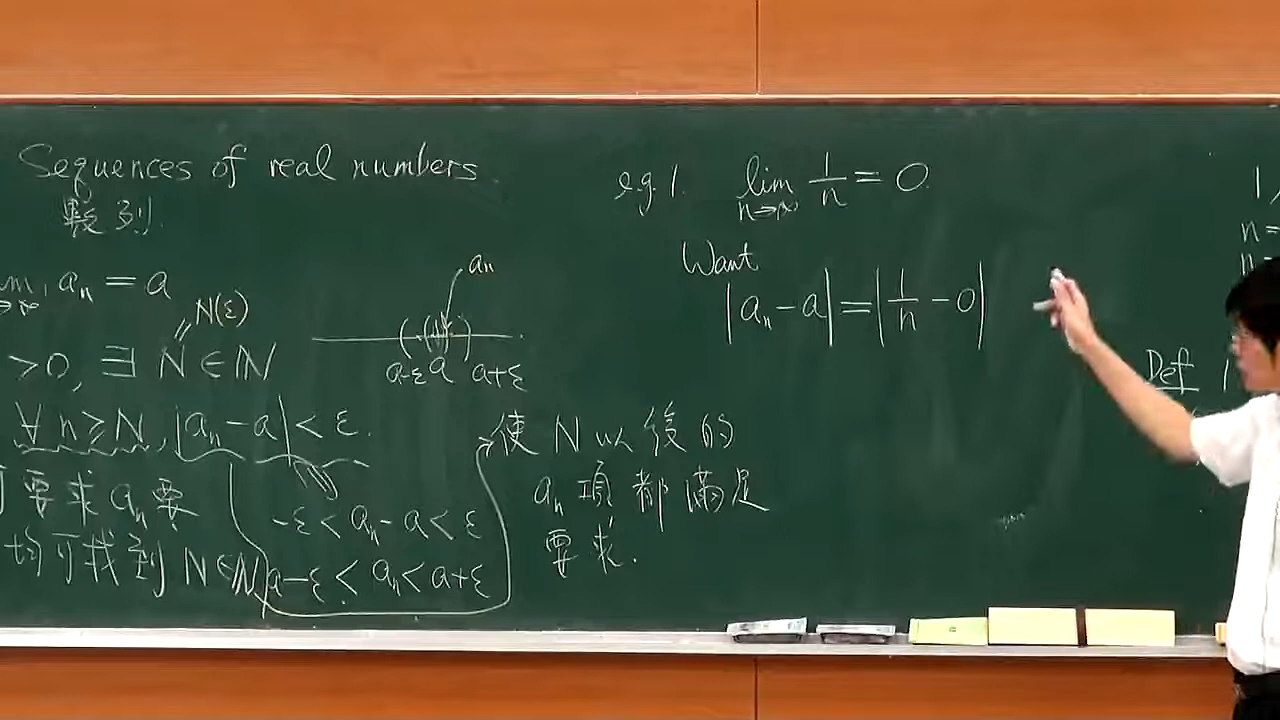 Sequences of real numbers.
數列.
lim aₙ = a
N(ε)
>0, ∃ N ∈ ℕ
∀ n ≥ N, |aₙ - a| < ε.
要求 aₙ 要
均可找到 N ∈ ℕ
-ε < aₙ - a < ε
a-ε < aₙ < a+ε
aₙ
a-ε a a+ε
使 N 以後的
aₙ 項都滿足
要求.
e.g. 1. lim n→∞ 1/n = 0.
Want
|aₙ - a| = |1/n - 0|
Def